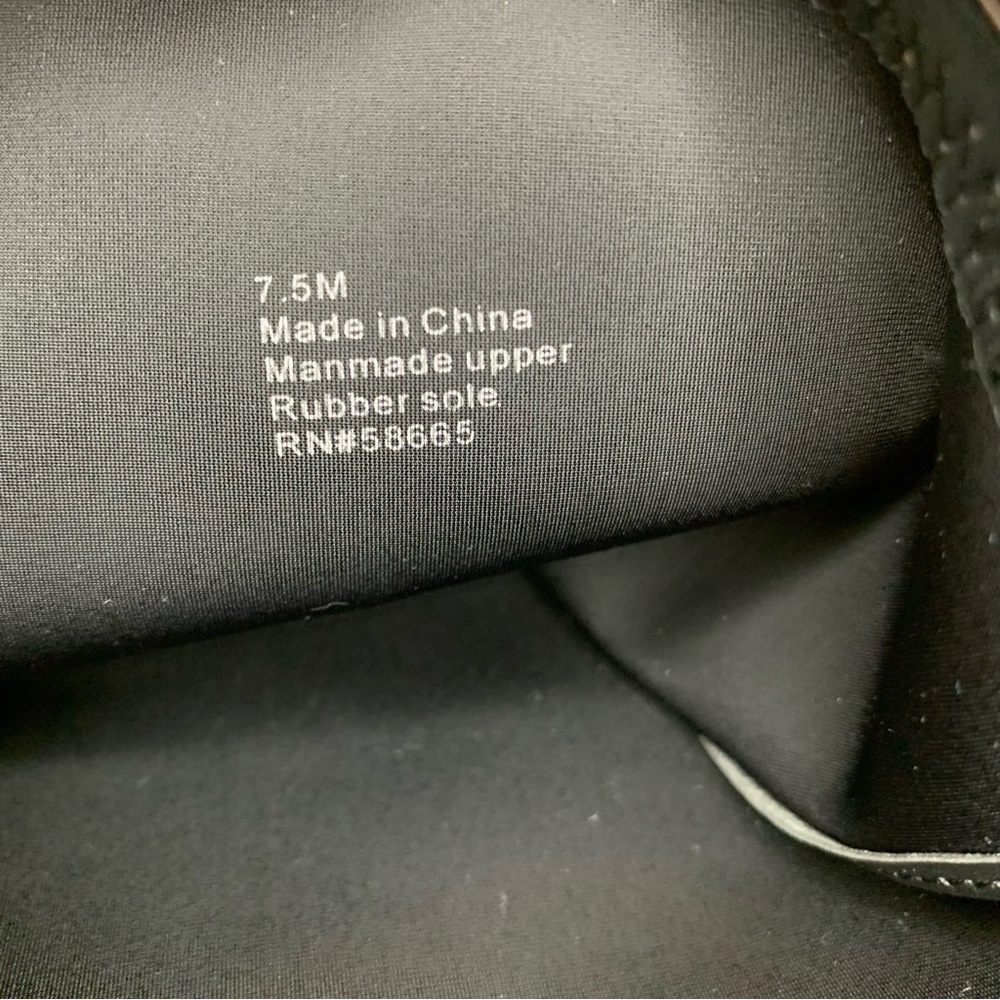 7.5M
Made in China
Manmade upper
Rubber sole
RN#58665